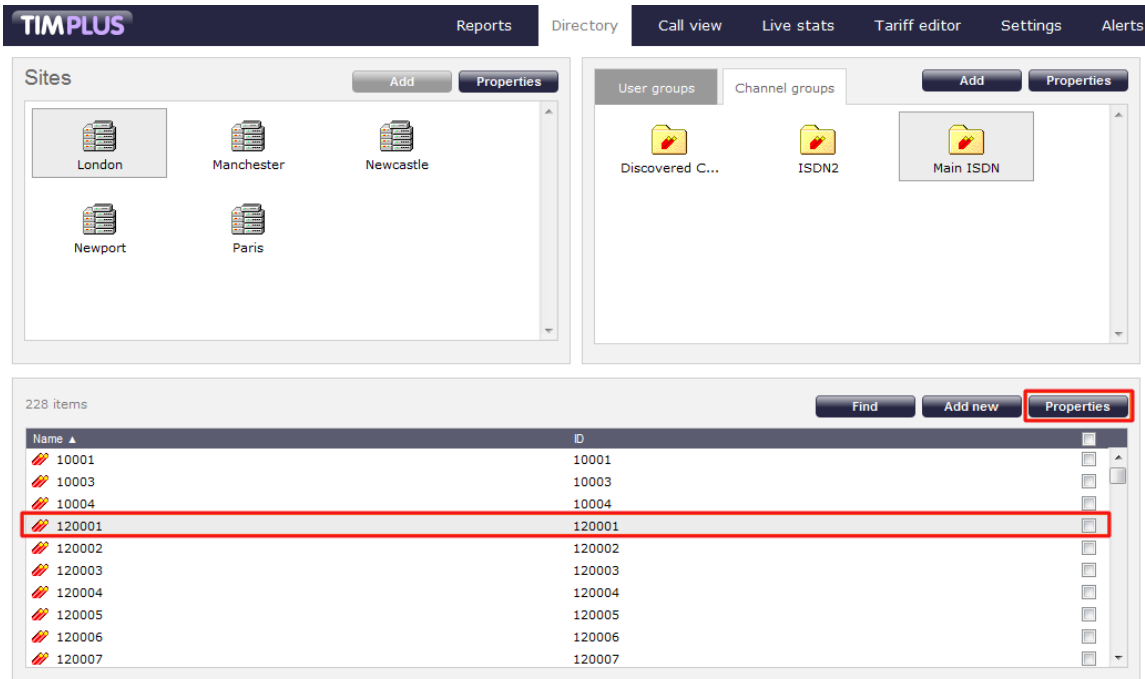 TIMPLUS Reports Directory Call view Live stats Tariff editor Settings Alerts
Sites Add Properties
London Manchester Newcastle
Newport Paris
User groups Channel groups Add Properties
Discovered C... ISDN2 Main ISDN
228 items Find Add new Properties
Name ▲ ID
10001 10001
10003 10003
10004 10004
120001 120001
120002 120002
120003 120003
120004 120004
120005 120005
120006 120006
120007 120007